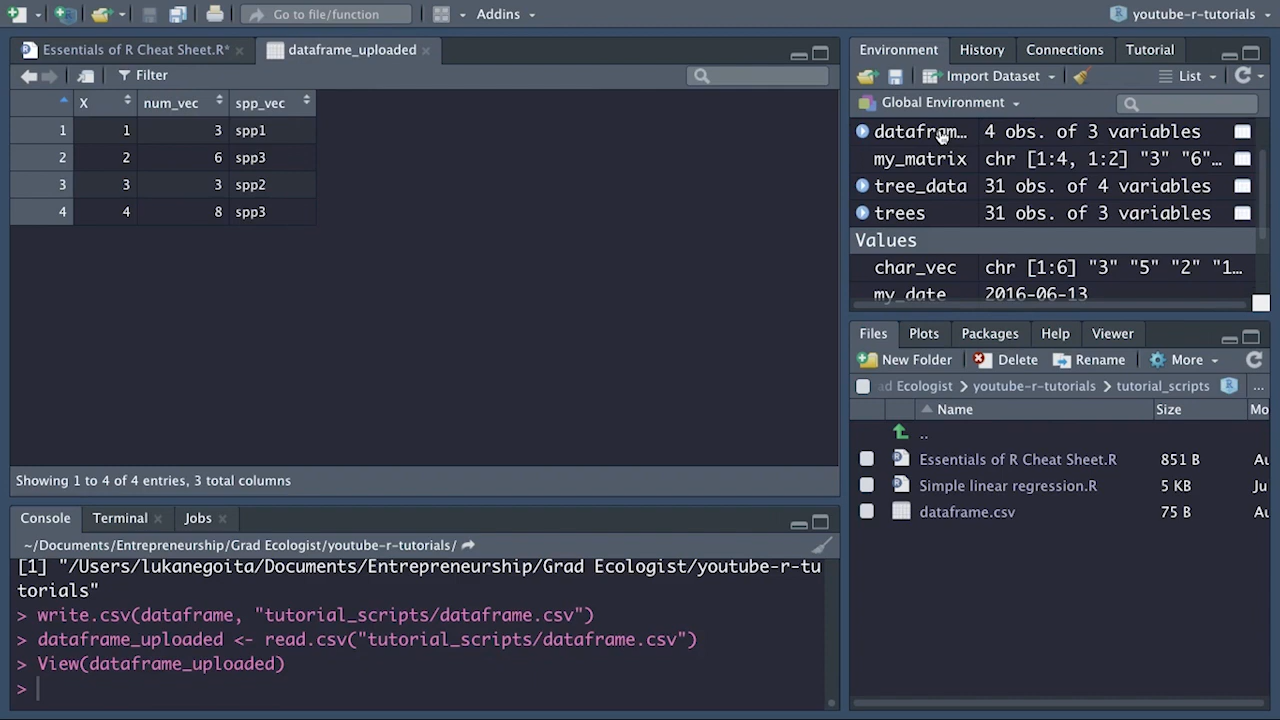 Go to file/function
Addins
youtube-r-tutorials
Essentials of R Cheat Sheet.R*
dataframe_uploaded
Filter
X num_vec spp_vec
1 1 3 spp1
2 2 6 spp3
3 3 3 spp2
4 4 8 spp3
Showing 1 to 4 of 4 entries, 3 total columns
Console Terminal Jobs
~/Documents/Entrepreneurship/Grad Ecologist/youtube-r-tutorials/
[1] "/Users/lukanegoita/Documents/Entrepreneurship/Grad Ecologist/youtube-r-tu
torials"
> write.csv(dataframe, "tutorial_scripts/dataframe.csv")
> dataframe_uploaded <- read.csv("tutorial_scripts/dataframe.csv")
> View(dataframe_uploaded)
>
Environment History Connections Tutorial
Import Dataset List
Global Environment
datafram… 4 obs. of 3 variables
my_matrix chr [1:4, 1:2] "3" "6"…
tree_data 31 obs. of 4 variables
trees 31 obs. of 3 variables
Values
char_vec chr [1:6] "3" "5" "2" "1…
my_date 2016-06-13
Files Plots Packages Help Viewer
New Folder Delete Rename More
ad Ecologist > youtube-r-tutorials > tutorial_scripts ...
Name Size Mo
..
Essentials of R Cheat Sheet.R 851 B Au
Simple linear regression.R 5 KB Ju
dataframe.csv 75 B Au